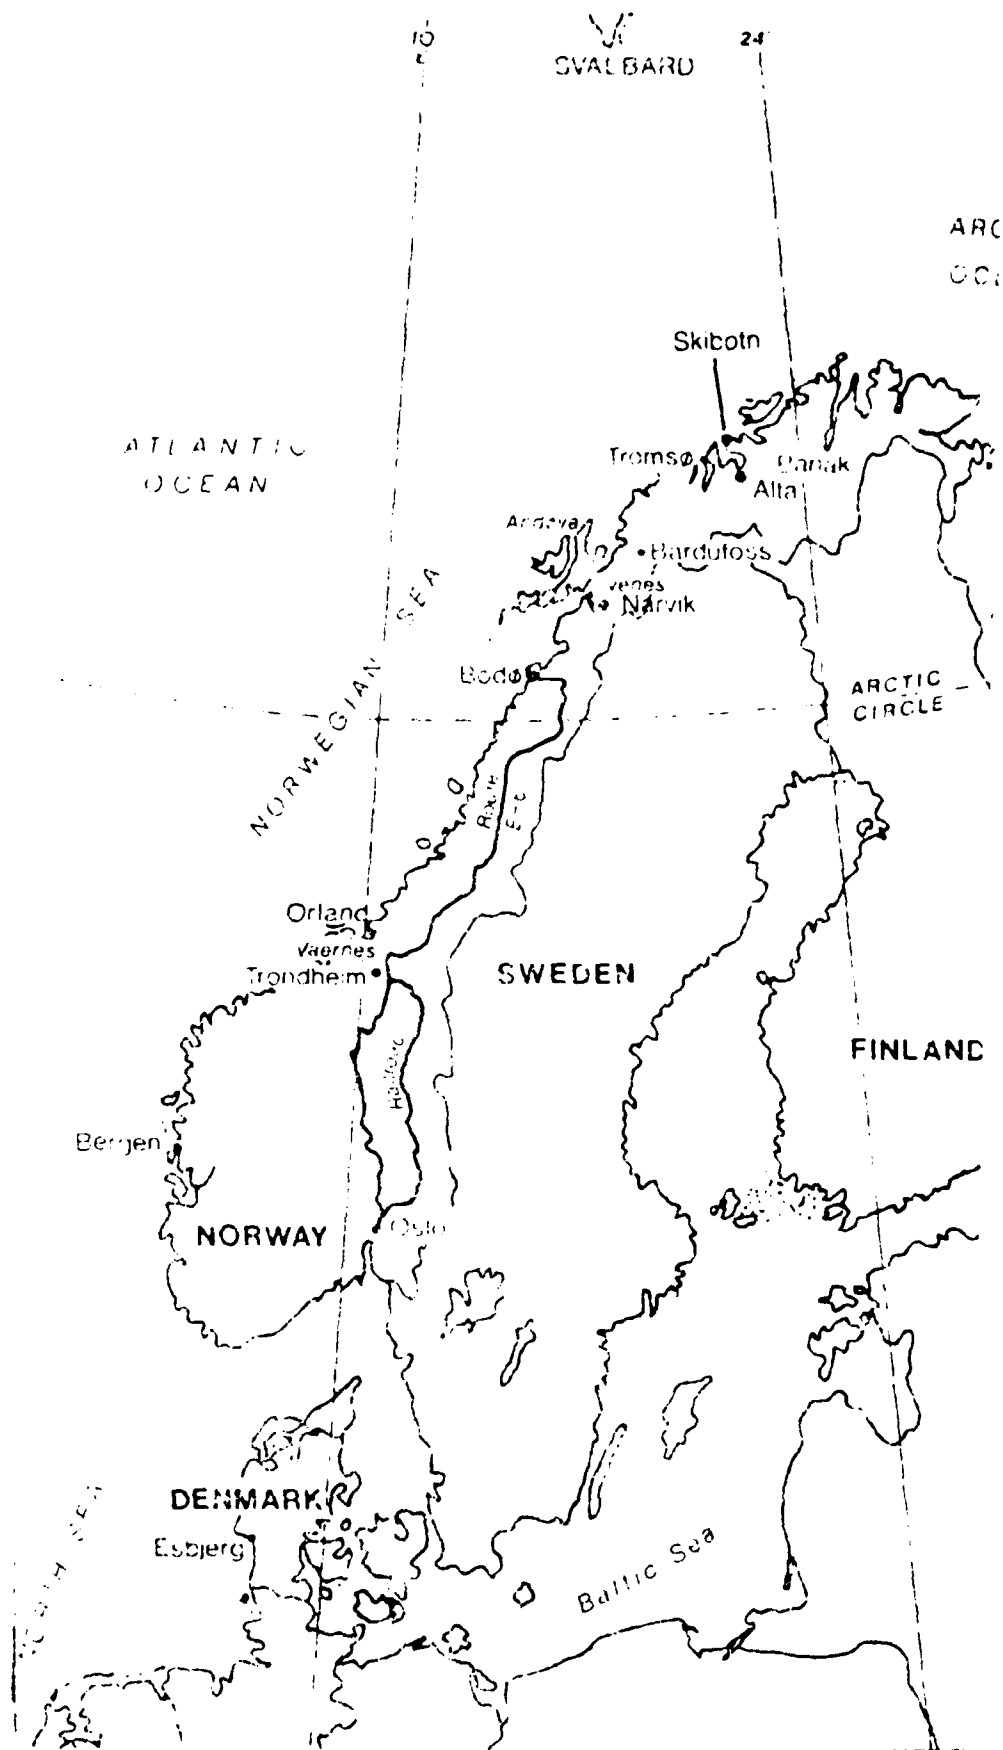 10
24
SVALBARD
ARC
Skibotn
ATLANTIC
OCEAN
Tromsø
Banak
Alta
Andøya
Bardufoss
Narvik
NORWEGIAN SEA
Bodø
ARCTIC
CIRCLE
Route
Orland
Vaernes
Trondheim
SWEDEN
FINLAND
Bergen
NORWAY
Oslo
DENMARK
Esbjerg
Baltic Sea